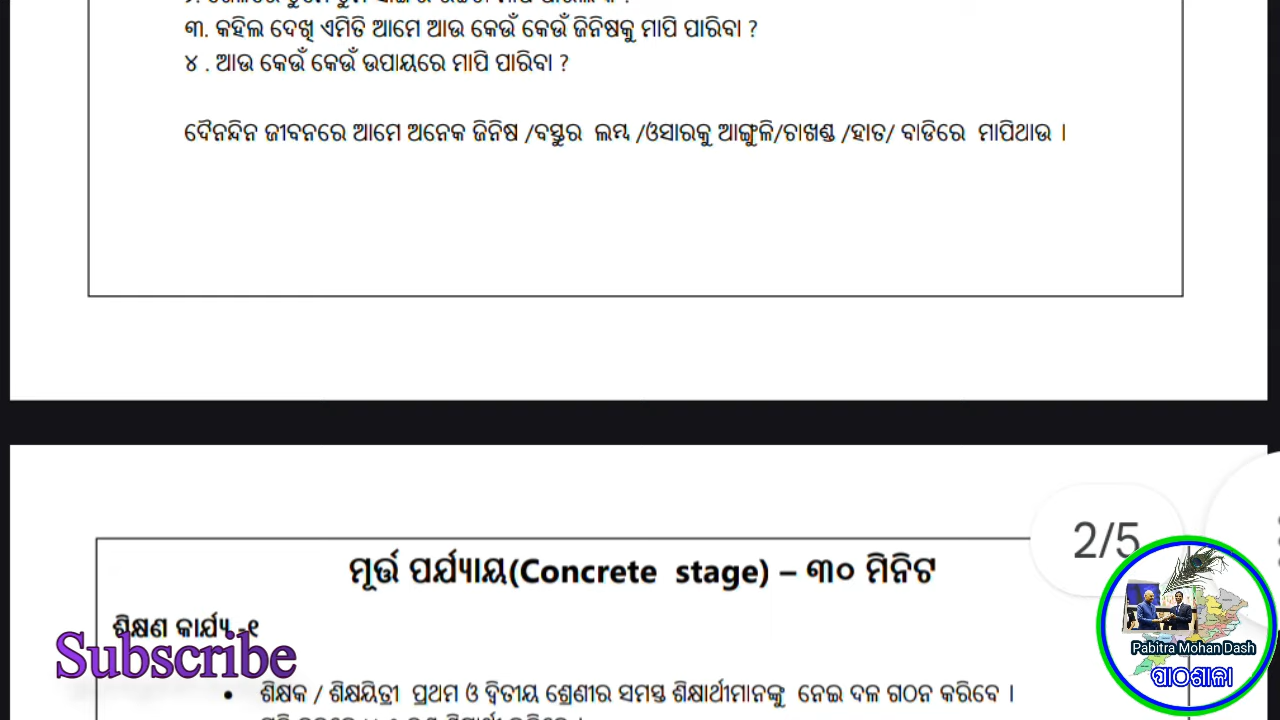 ୩. କହିଲ ଦେଖି ଏମିତି ଆମେ ଆଉ କେଉଁ କେଉଁ ଜିନିଷକୁ ମାପି ପାରିବା ?
୪ . ଆଉ କେଉଁ କେଉଁ ଉପାୟରେ ମାପି ପାରିବା ?
ଦୈନନ୍ଦିନ ଜୀବନରେ ଆମେ ଅନେକ ଜିନିଷ /ବସ୍ତୁର ଲମ୍ଭ /ଓସାରକୁ ଆଙ୍ଗୁଳି/ଚାଖଣ୍ଡ /ହାତ/ ବାଡିରେ ମାପିଥାଉ ।
2/5
ମୂର୍ତ୍ତ ପର୍ଯ୍ୟାୟ(Concrete stage) – ୩୦ ମିନିଟ
ଶିକ୍ଷଣ କାର୍ଯ୍ୟ -୧
Subscribe
Pabitra Mohan Dash
ପାଠଶାଳା
• ଶିକ୍ଷକ / ଶିକ୍ଷୟିତ୍ରୀ ପ୍ରଥମ ଓ ଦ୍ଵିତୀୟ ଶ୍ରେଣୀର ସମସ୍ତ ଶିକ୍ଷାର୍ଥୀମାନଙ୍କୁ ନେଇ ଦଳ ଗଠନ କରିବେ ।